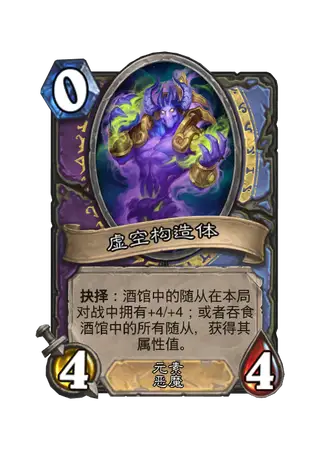 0
虚空构造体
抉择：酒馆中的随从在本局
对战中拥有+4/+4；或者吞食
酒馆中的所有随从，获得其
属性值。
4
4
元素
恶魔